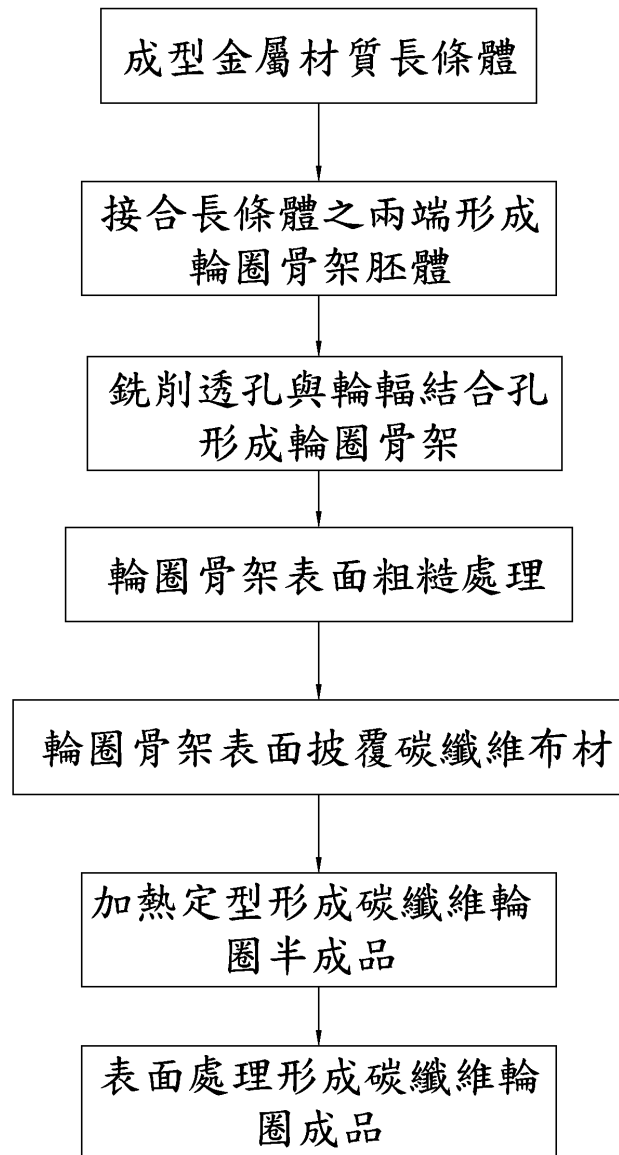 成型金屬材質長條體
接合長條體之兩端形成
輪圈骨架胚體
銑削透孔與輪輻結合孔
形成輪圈骨架
輪圈骨架表面粗糙處理
輪圈骨架表面披覆碳纖維布材
加熱定型形成碳纖維輪
圈半成品
表面處理形成碳纖維輪
圈成品